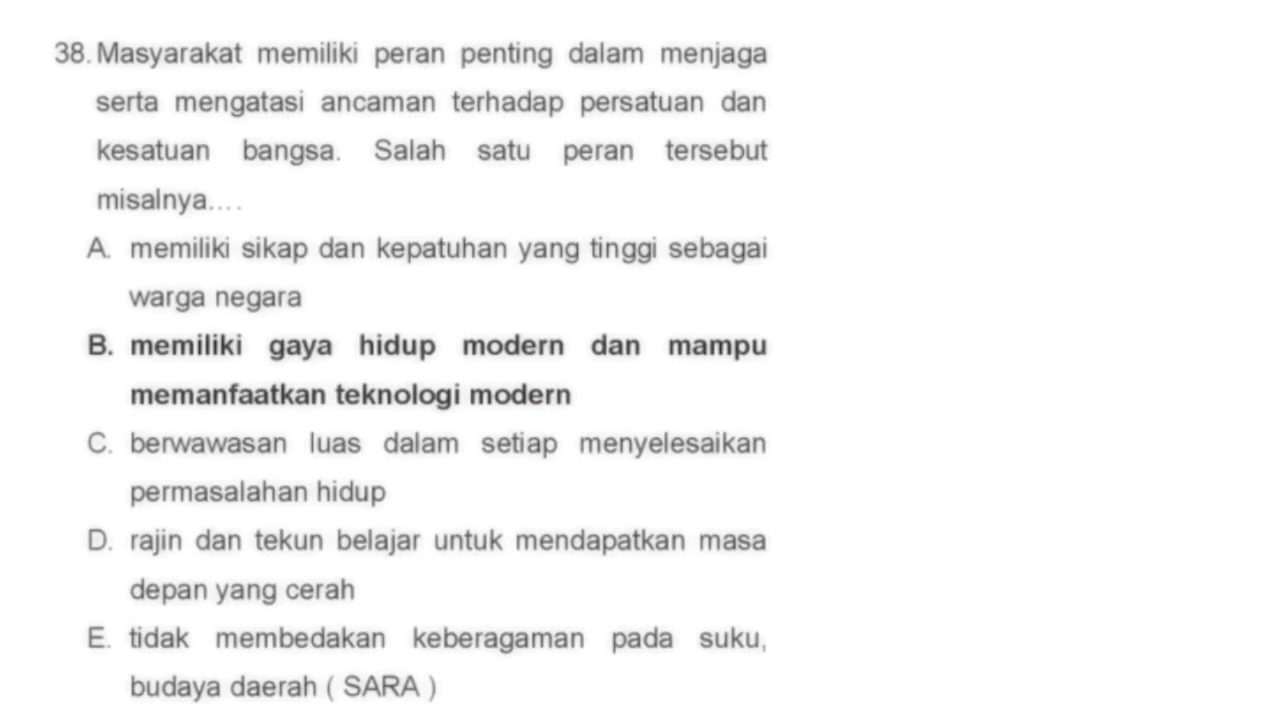 38. Masyarakat memiliki peran penting dalam menjaga
serta mengatasi ancaman terhadap persatuan dan
kesatuan bangsa. Salah satu peran tersebut
misalnya....
A. memiliki sikap dan kepatuhan yang tinggi sebagai
warga negara
B. memiliki gaya hidup modern dan mampu
memanfaatkan teknologi modern
C. berwawasan luas dalam setiap menyelesaikan
permasalahan hidup
D. rajin dan tekun belajar untuk mendapatkan masa
depan yang cerah
E. tidak membedakan keberagaman pada suku,
budaya daerah ( SARA )